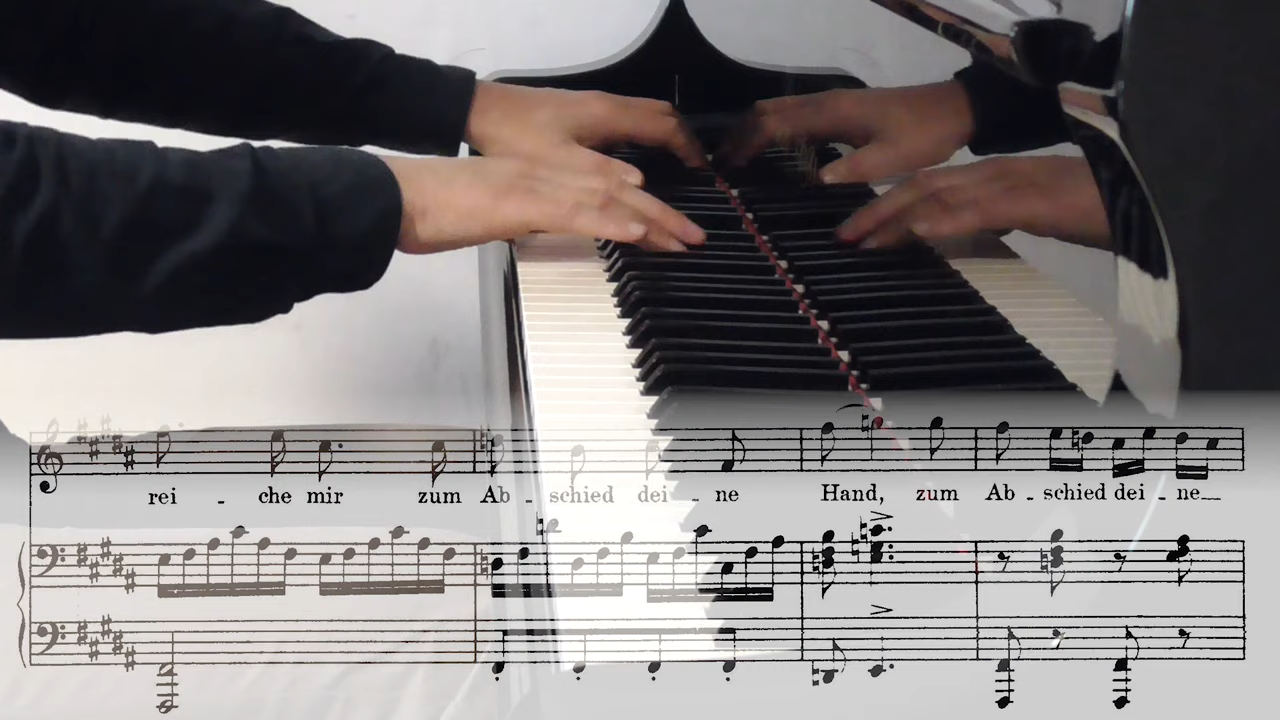 rei - che mir zum Ab - schied dei - ne Hand, zum Ab - schied dei - ne